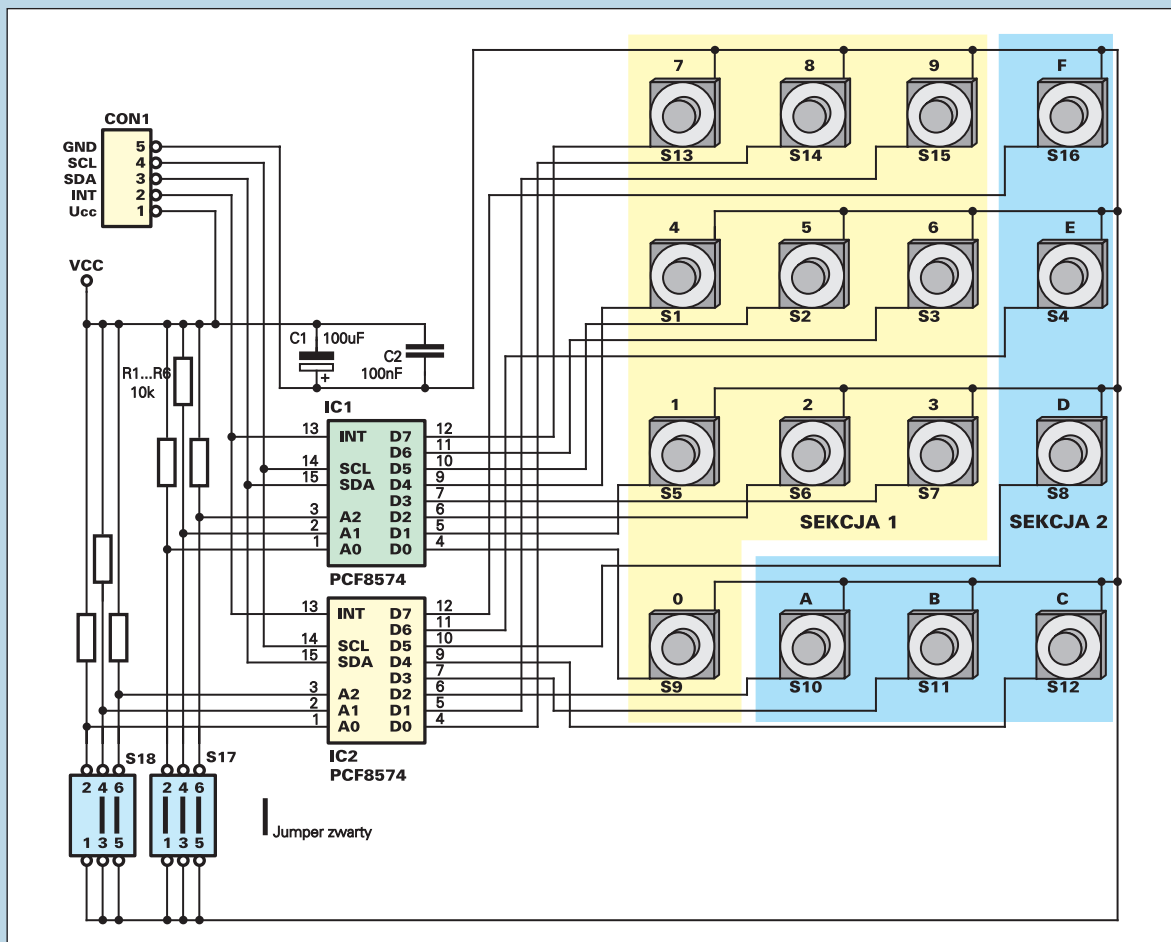 7 8 9 F
S13 S14 S15 S16
CON1
GND 5
SCL 4
SDA 3
INT 2
Ucc 1
4 5 6 E
S1 S2 S3 S4
VCC
C1 100uF
+
C2
100nF
R1...R6
10k
1 2 3 D
S5 S6 S7 S8
SEKCJA 1 SEKCJA 2
IC1
13 INT D7 12
D6 11
14 SCL D5 10
15 SDA D4 9
D3 7
3 A2 D2 6
2 A1 D1 5
1 A0 D0 4
PCF8574
0 A B C
S9 S10 S11 S12
13 INT D7 12
D6 11
14 SCL D5 10
15 SDA D4 9
D3 7
3 A2 D2 6
2 A1 D1 5
1 A0 D0 4
IC2
PCF8574
S18 S17
2 4 6 2 4 6
1 3 5 1 3 5
Jumper zwarty